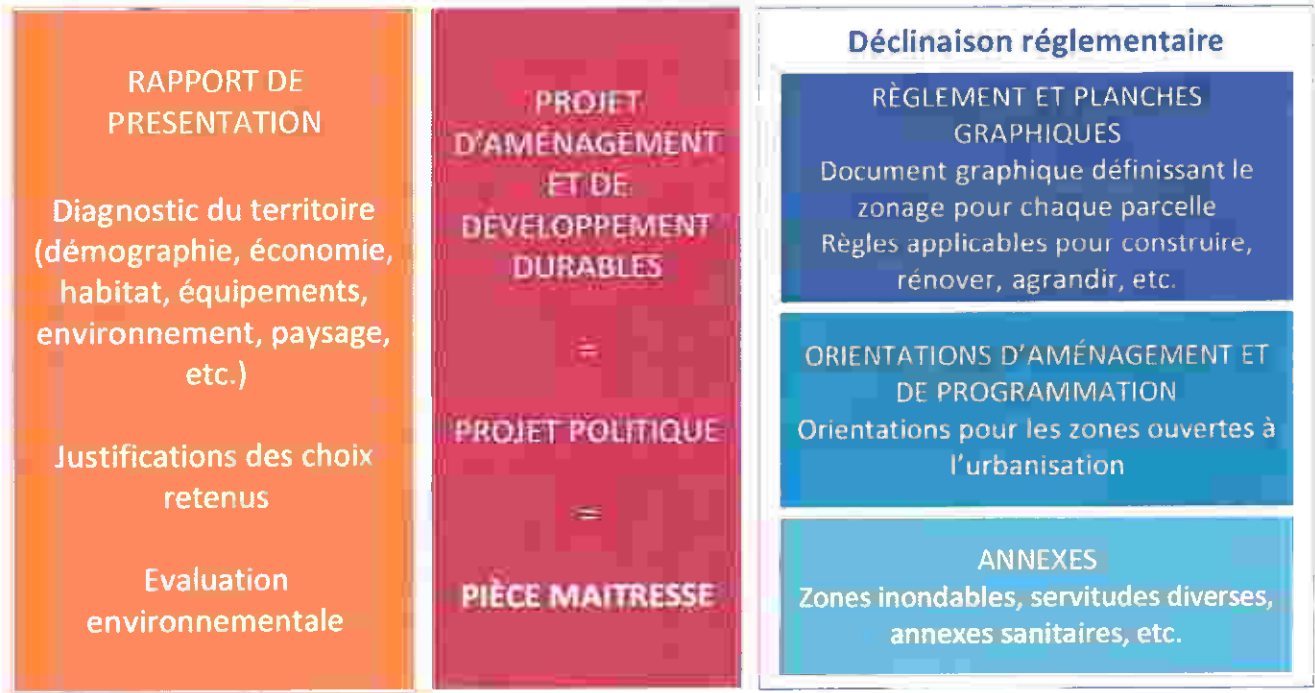 RAPPORT DE
PRESENTATION
Diagnostic du territoire
(démographie, économie,
habitat, équipements,
environnement, paysage,
etc.)
Justifications des choix
retenus
Evaluation
environnementale
PROJET
D'AMÉNAGEMENT
ET DE
DÉVELOPPEMENT
DURABLES
=
PROJET POLITIQUE
=
PIÈCE MAITRESSE
Déclinaison réglementaire
RÈGLEMENT ET PLANCHES
GRAPHIQUES
Document graphique définissant le
zonage pour chaque parcelle
Règles applicables pour construire,
rénover, agrandir, etc.
ORIENTATIONS D'AMÉNAGEMENT ET
DE PROGRAMMATION
Orientations pour les zones ouvertes à
l'urbanisation
ANNEXES
Zones inondables, servitudes diverses,
annexes sanitaires, etc.